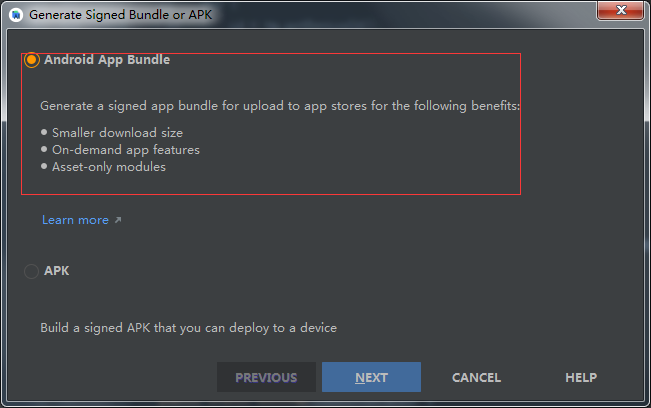 Generate Signed Bundle or APK
Android App Bundle
Generate a signed app bundle for upload to app stores for the following benefits:
• Smaller download size
• On-demand app features
• Asset-only modules
Learn more ↗
APK
Build a signed APK that you can deploy to a device
PREVIOUS NEXT CANCEL HELP